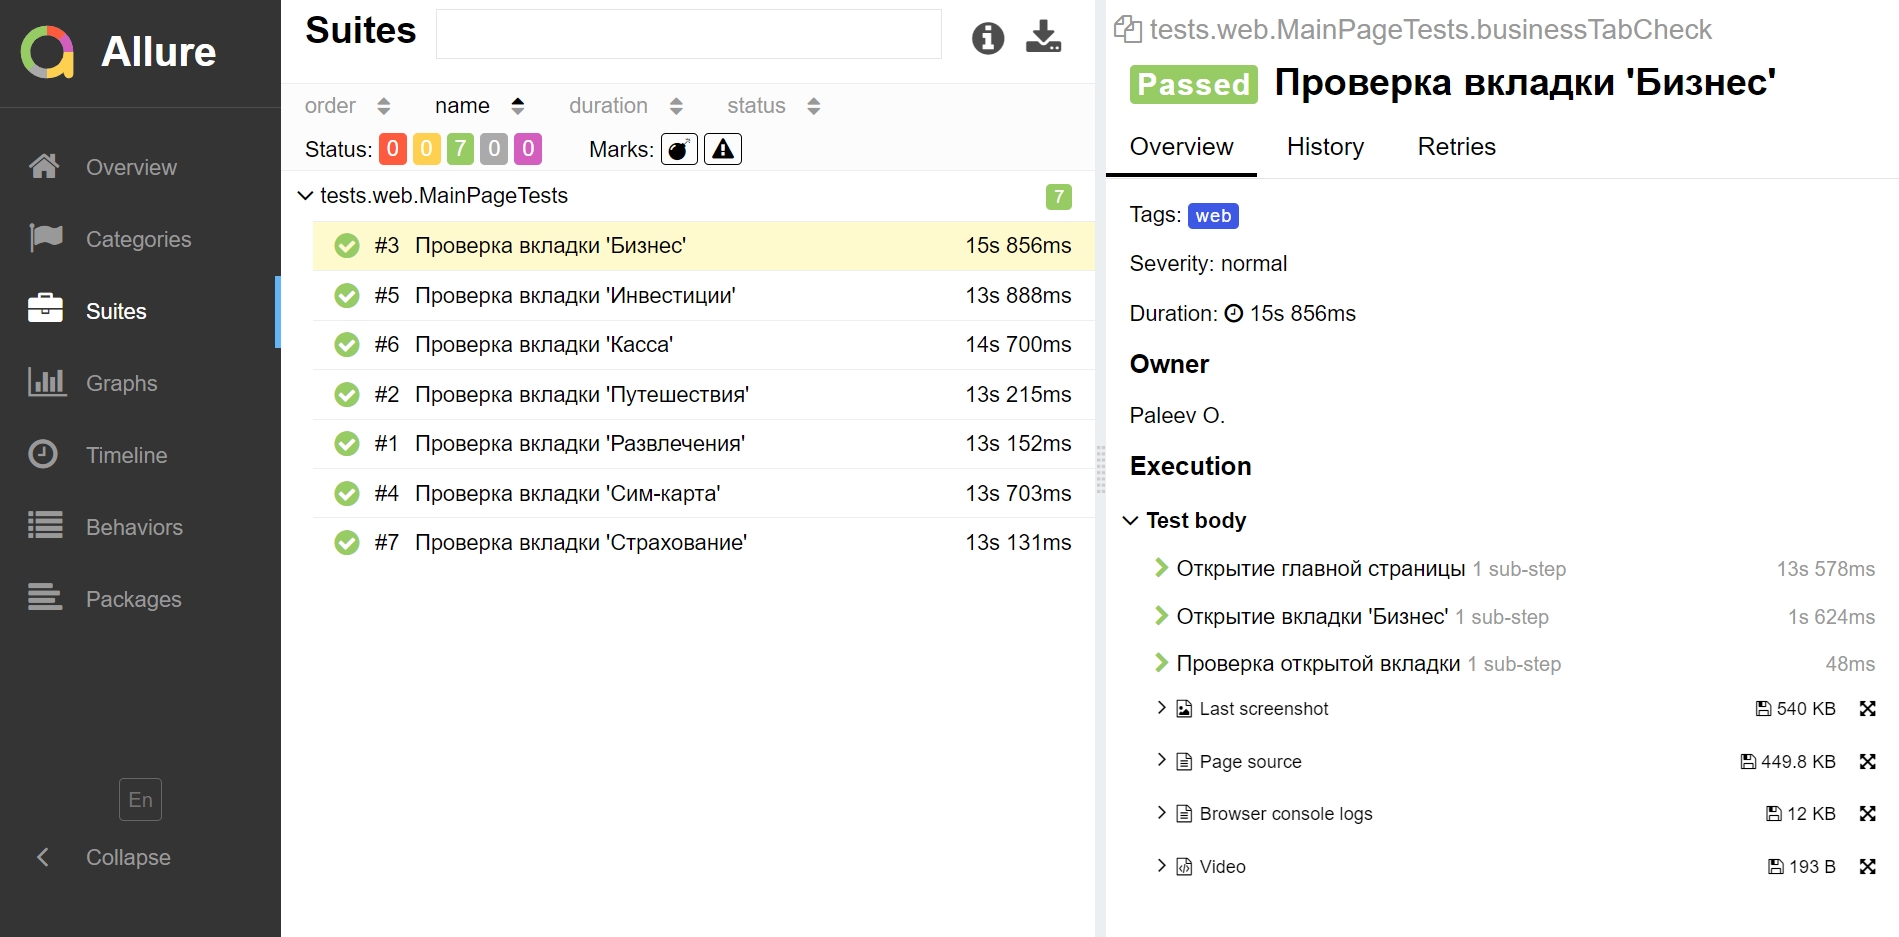 Allure
Overview
Categories
Suites
Graphs
Timeline
Behaviors
Packages
En
Collapse
Suites
order name duration status
Status: 0 0 7 0 0 Marks:
tests.web.MainPageTests 7
#3 Проверка вкладки 'Бизнес' 15s 856ms
#5 Проверка вкладки 'Инвестиции' 13s 888ms
#6 Проверка вкладки 'Касса' 14s 700ms
#2 Проверка вкладки 'Путешествия' 13s 215ms
#1 Проверка вкладки 'Развлечения' 13s 152ms
#4 Проверка вкладки 'Сим-карта' 13s 703ms
#7 Проверка вкладки 'Страхование' 13s 131ms
tests.web.MainPageTests.businessTabCheck
Passed Проверка вкладки 'Бизнес'
Overview History Retries
Tags: web
Severity: normal
Duration: 15s 856ms
Owner
Paleev O.
Execution
Test body
Открытие главной страницы 1 sub-step 13s 578ms
Открытие вкладки 'Бизнес' 1 sub-step 1s 624ms
Проверка открытой вкладки 1 sub-step 48ms
Last screenshot 540 KB
Page source 449.8 KB
Browser console logs 12 KB
Video 193 B